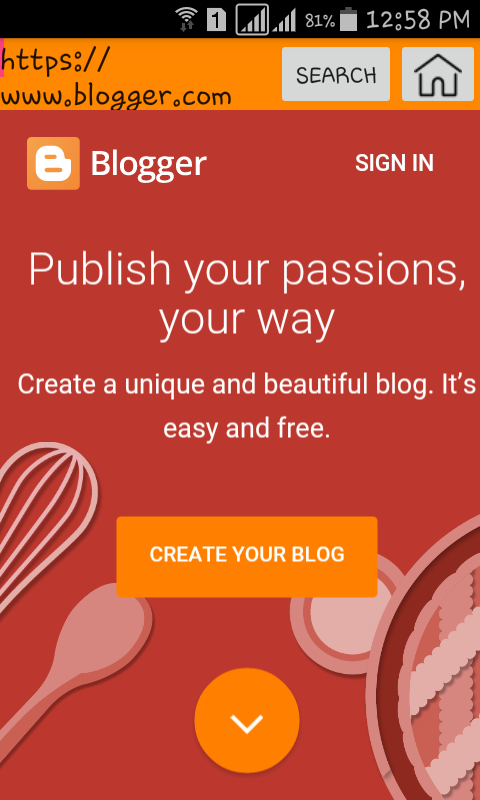 1 81% 12:58 PM
https://
www.blogger.com
SEARCH
Blogger
SIGN IN
Publish your passions,
your way
Create a unique and beautiful blog. It's
easy and free.
CREATE YOUR BLOG